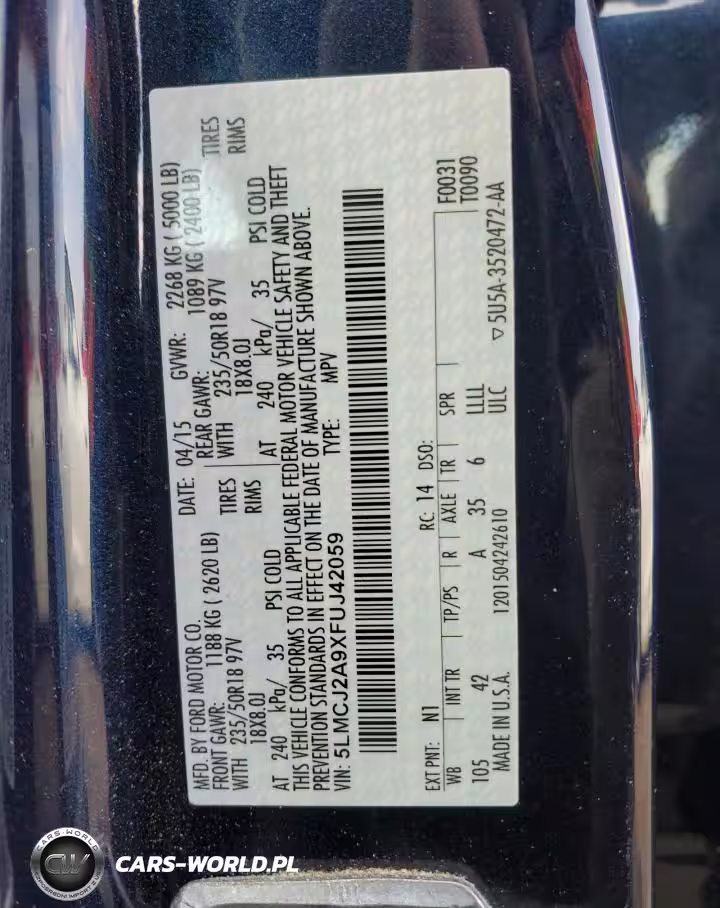 MFD. BY FORD MOTOR CO.
DATE: 04/15 GVWR: 2268 KG ( 5000 LB)
FRONT GAWR: 1188 KG ( 2620 LB) REAR GAWR: 1089 KG ( 2400 LB)
WITH 235/50R18 97V TIRES WITH 235/50R18 97V TIRES
18X8.0J RIMS 18X8.0J RIMS
AT 240 kPa/ 35 PSI COLD AT 240 kPa/ 35 PSI COLD
THIS VEHICLE CONFORMS TO ALL APPLICABLE FEDERAL MOTOR VEHICLE SAFETY AND THEFT
PREVENTION STANDARDS IN EFFECT ON THE DATE OF MANUFACTURE SHOWN ABOVE.
VIN: 5LMCJ2A9XFUJ42059 TYPE: MPV
EXT PNT: N1 RC: 14 DSO: F0031
WB INT TR TP/PS R AXLE TR SPR T0090
105 42 A 35 6 LLLL
MADE IN U.S.A. 1201504242610 ULC ▽5U5A-3520472-AA
CARS-WORLD
CW
CARS-WORLD.PL